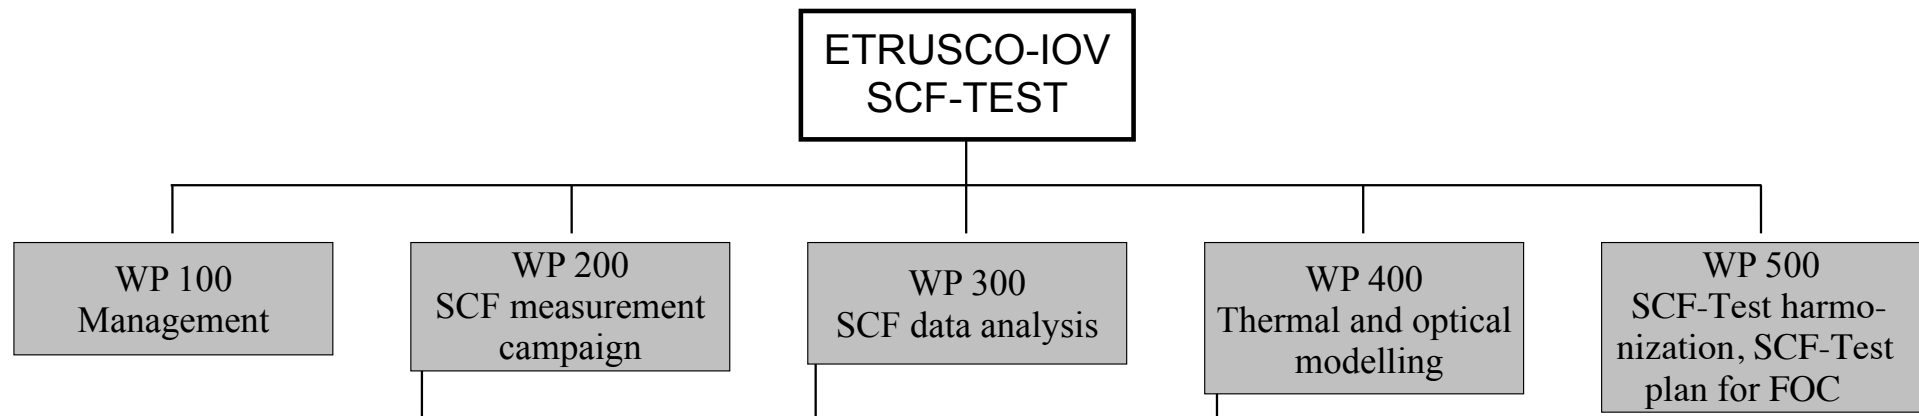 ETRUSCO-IOV
SCF-TEST
WP 100
Management
WP 200
SCF measurement
campaign
WP 300
SCF data analysis
WP 400
Thermal and optical
modelling
WP 500
SCF-Test harmo-
nization, SCF-Test
plan for FOC